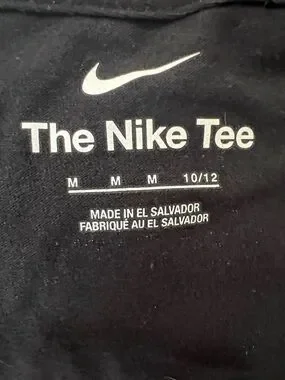 The Nike Tee
M M M 10/12
MADE IN EL SALVADOR
FABRIQUÉ AU EL SALVADOR